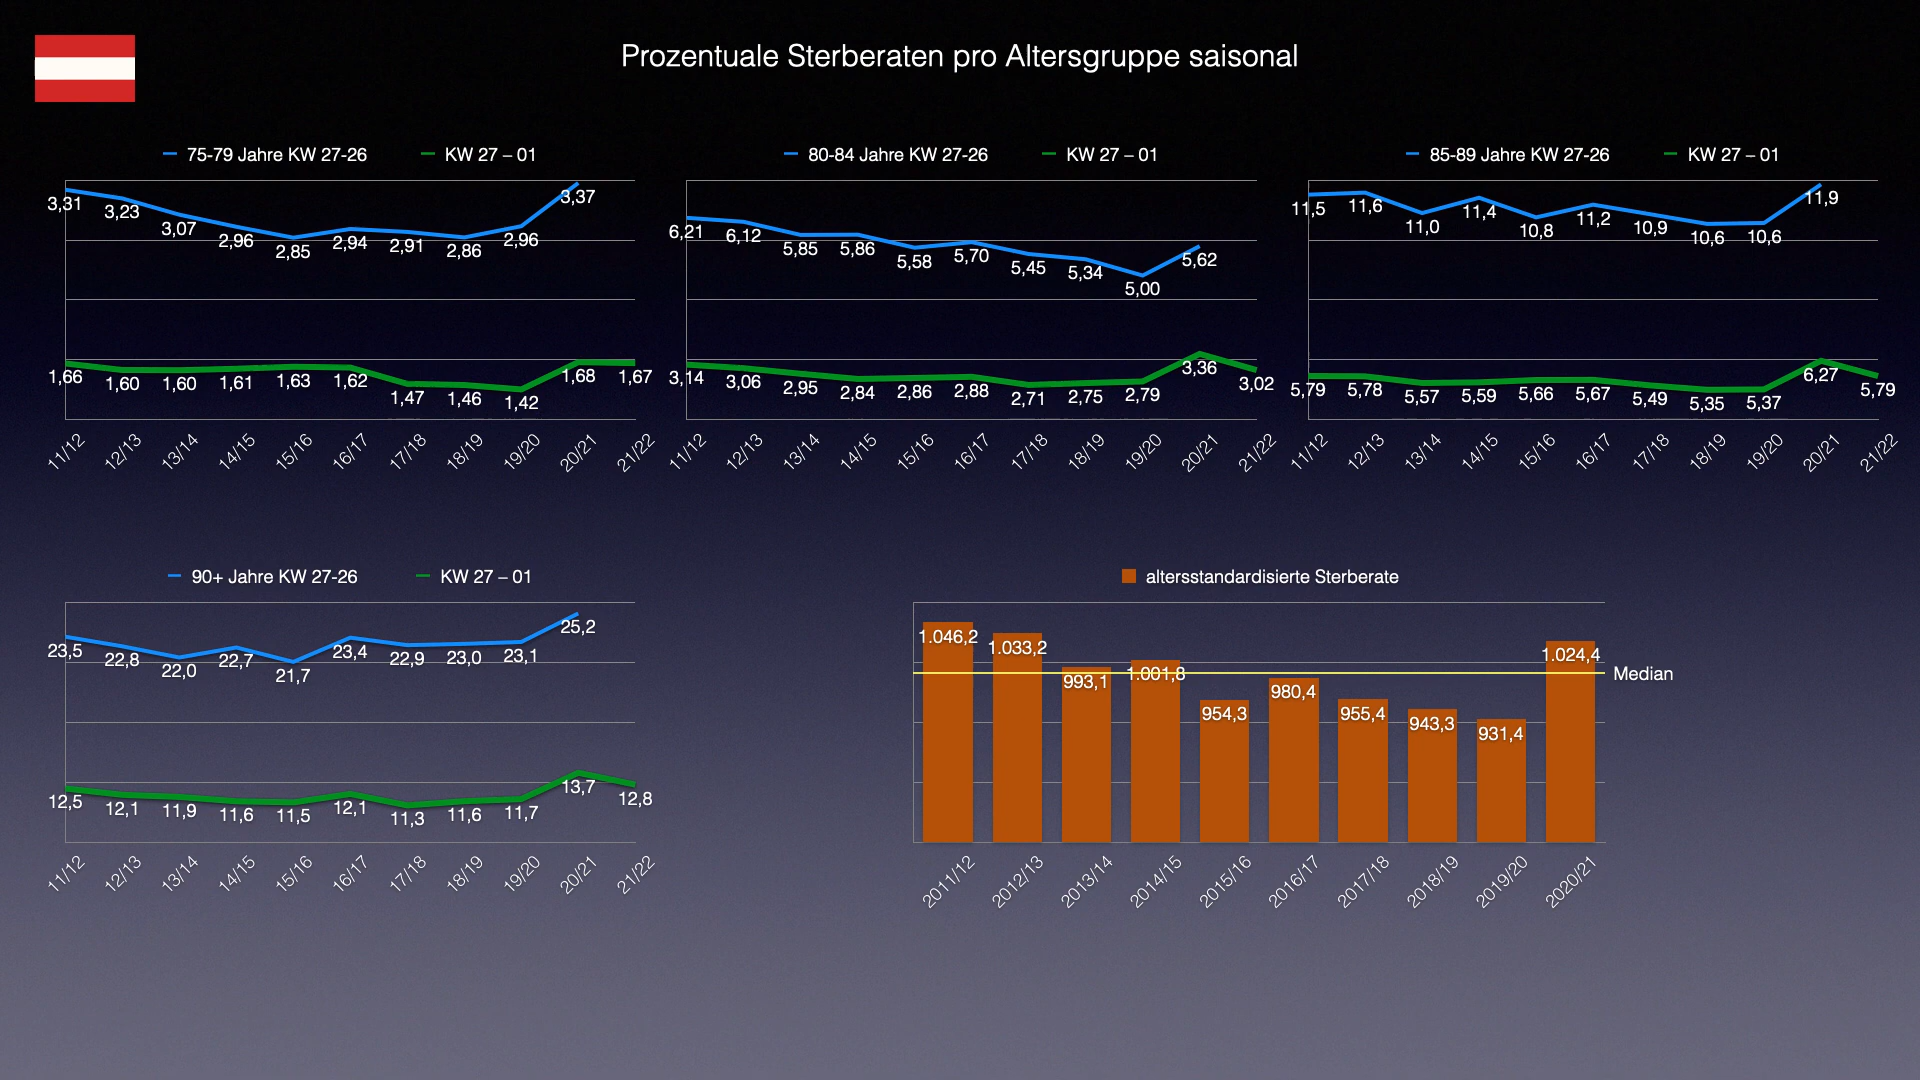 Prozentuale Sterberaten pro Altersgruppe saisonal
75-79 Jahre KW 27-26 KW 27 – 01
3,31 3,23 3,07 2,96 2,85 2,94 2,91 2,86 2,96 3,37
1,66 1,60 1,60 1,61 1,63 1,62 1,47 1,46 1,42 1,68 1,67
11/12 12/13 13/14 14/15 15/16 16/17 17/18 18/19 19/20 20/21 21/22
80-84 Jahre KW 27-26 KW 27 – 01
6,21 6,12 5,85 5,86 5,58 5,70 5,45 5,34 5,00 5,62
3,14 3,06 2,95 2,84 2,86 2,88 2,71 2,75 2,79 3,36 3,02
11/12 12/13 13/14 14/15 15/16 16/17 17/18 18/19 19/20 20/21 21/22
85-89 Jahre KW 27-26 KW 27 – 01
11,5 11,6 11,0 11,4 10,8 11,2 10,9 10,6 10,6 11,9
5,79 5,78 5,57 5,59 5,66 5,67 5,49 5,35 5,37 6,27 5,79
11/12 12/13 13/14 14/15 15/16 16/17 17/18 18/19 19/20 20/21 21/22
90+ Jahre KW 27-26 KW 27 – 01
23,5 22,8 22,0 22,7 21,7 23,4 22,9 23,0 23,1 25,2
12,5 12,1 11,9 11,6 11,5 12,1 11,3 11,6 11,7 13,7 12,8
11/12 12/13 13/14 14/15 15/16 16/17 17/18 18/19 19/20 20/21 21/22
altersstandardisierte Sterberate
1.046,2 1.033,2 993,1 1.001,8 954,3 980,4 955,4 943,3 931,4 1.024,4
Median
2011/12 2012/13 2013/14 2014/15 2015/16 2016/17 2017/18 2018/19 2019/20 2020/21